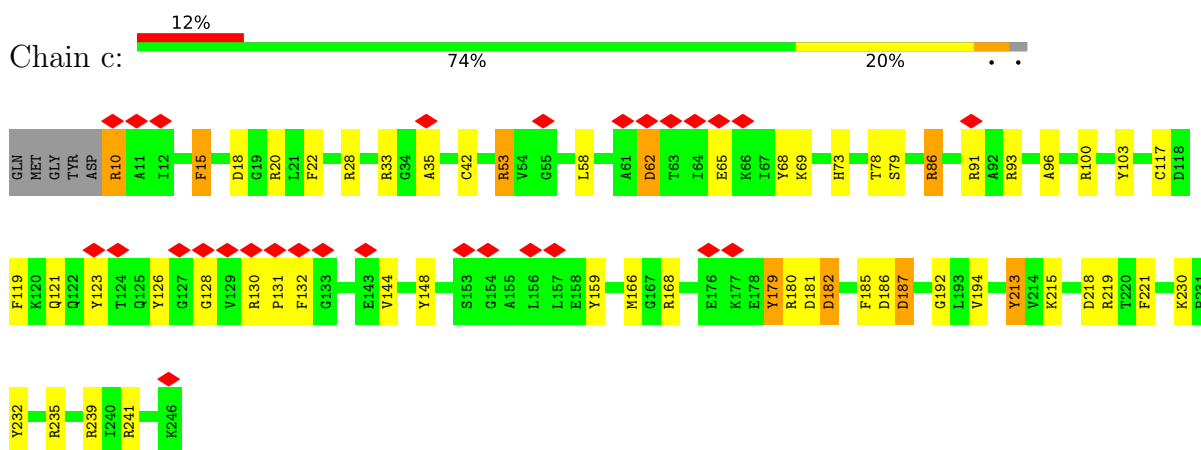 12%
Chain c:
74% 20% • •
GLN MET GLY TYR ASP R10 A11 I12 F15 D18 G19 R20 L21 F22 R28 R33 G34 A35 C42 R53 V54 G55 L58 A61 D62 T63 I64 E65 K66 I67 Y68 K69 H73 T78 S79 R86 R91 A92 R93 A96 R100 Y103 C117 D118
F119 K120 Q121 Q122 Y123 T124 Q125 Y126 G127 G128 V129 R130 P131 F132 G133 E143 V144 Y148 S153 G154 A155 L156 L157 E158 Y159 M166 G167 R168 E176 K177 E178 Y179 R180 D181 D182 F185 D186 D187 G192 L193 V194 Y213 V214 K215 D218 R219 T220 F221 K230
Y232 R235 R239 I240 R241 K246